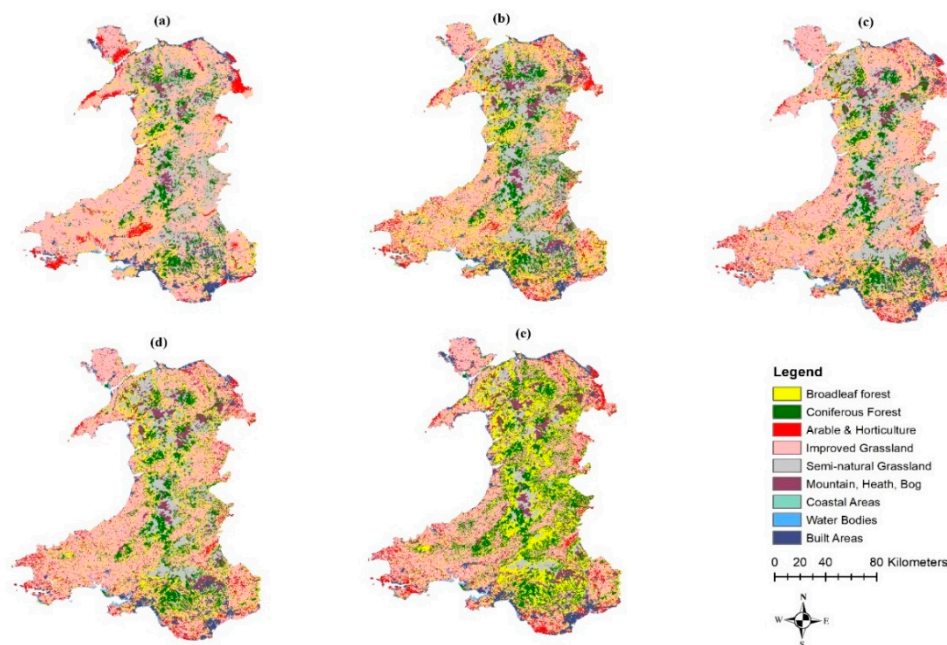 (a)
(b)
(c)
(d)
(e)
Legend
Broadleaf forest
Coniferous Forest
Arable & Horticulture
Improved Grassland
Semi-natural Grassland
Mountain, Heath, Bog
Coastal Areas
Water Bodies
Built Areas
0 20 40 80 Kilometers
N
W E
S